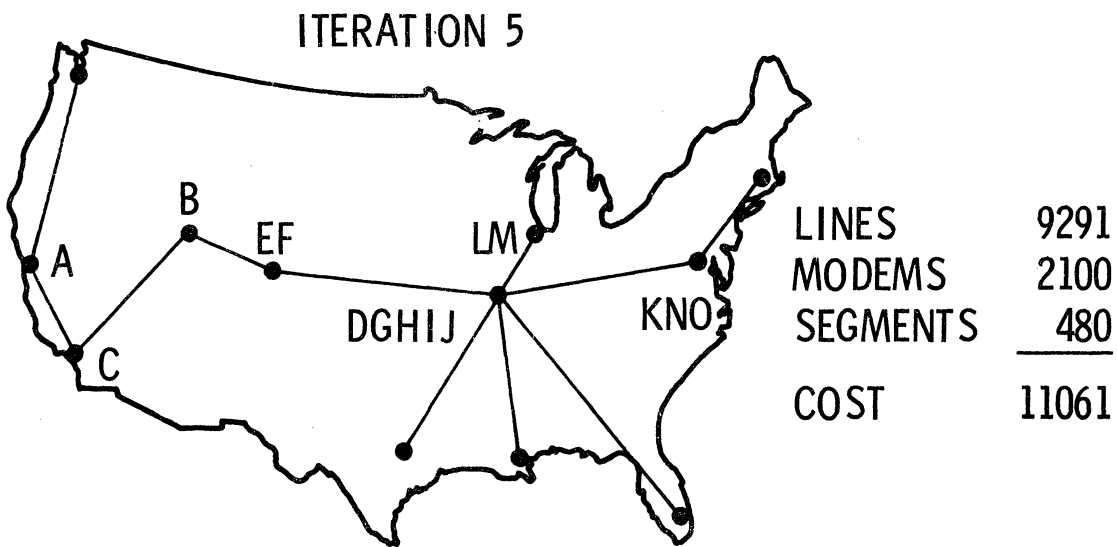 ITERATION 5
B
EF
LM
A
DGHIJ
KNO
C
LINES 9291
MODEMS 2100
SEGMENTS 480
COST 11061